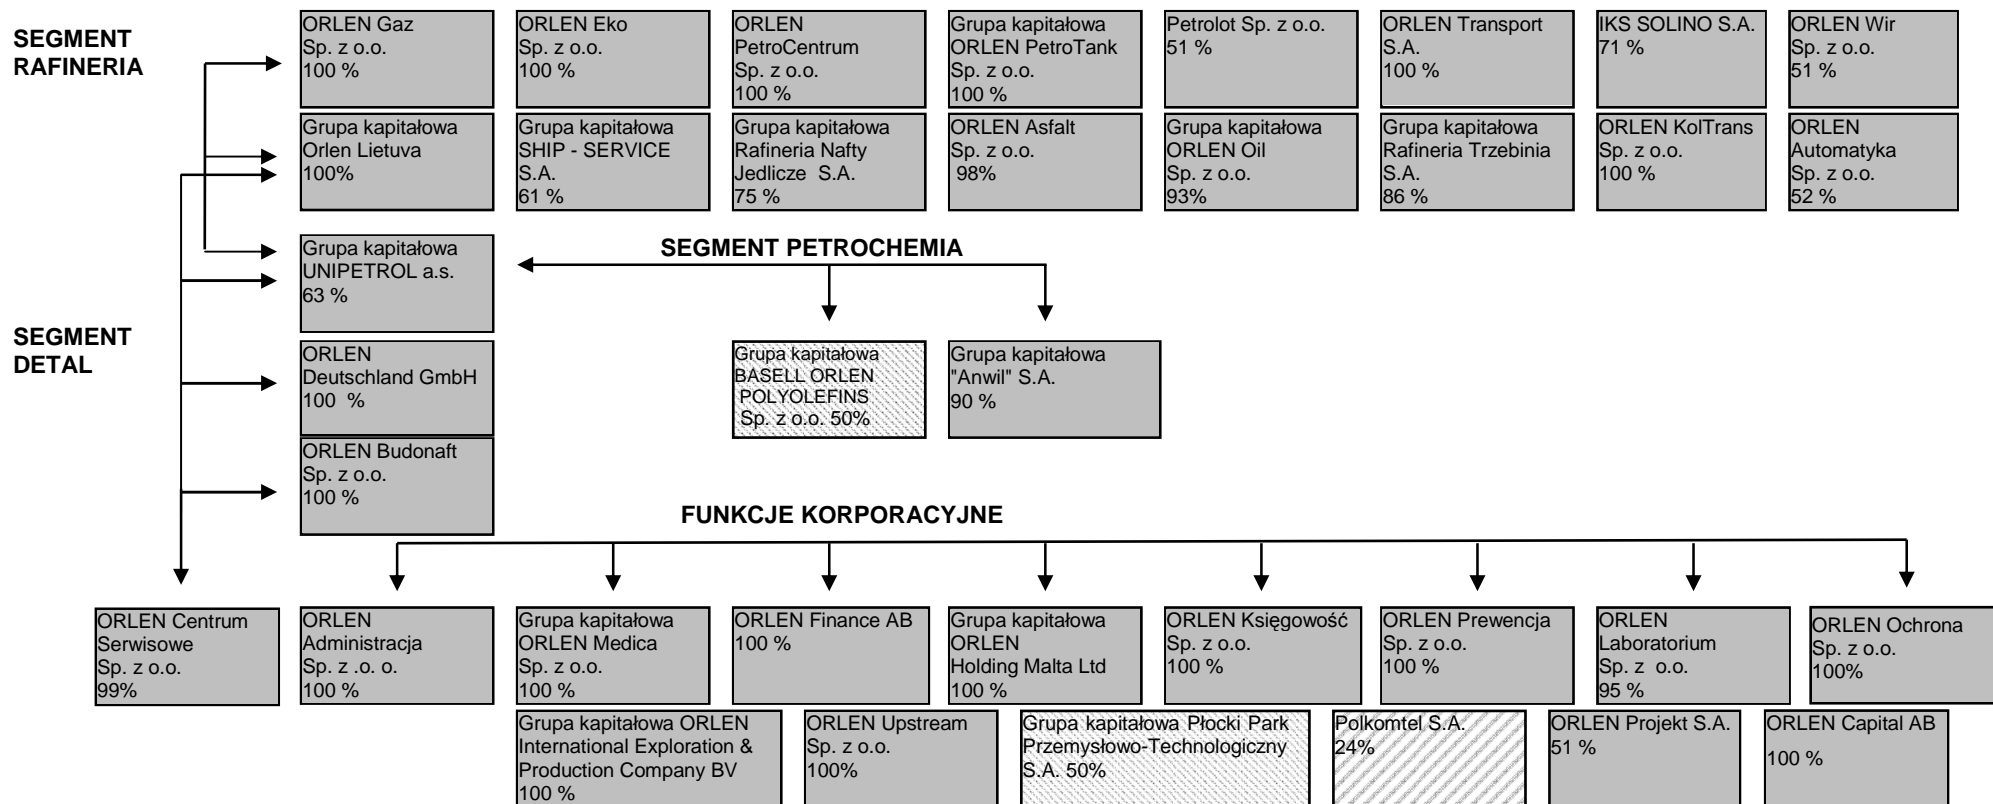 SEGMENT
RAFINERIA
ORLEN Gaz
Sp. z o.o.
100 %
ORLEN Eko
Sp. z o.o.
100 %
ORLEN
PetroCentrum
Sp. z o.o.
100 %
Grupa kapitałowa
ORLEN PetroTank
Sp. z o.o.
100 %
Petrolot Sp. z o.o.
51 %
ORLEN Transport
S.A.
100 %
IKS SOLINO S.A.
71 %
ORLEN Wir
Sp. z o.o.
51 %
Grupa kapitałowa
Orlen Lietuva
100%
Grupa kapitałowa
SHIP - SERVICE
S.A.
61 %
Grupa kapitałowa
Rafineria Nafty
Jedlicze S.A.
75 %
ORLEN Asfalt
Sp. z o.o.
98%
Grupa kapitałowa
ORLEN Oil
Sp. z o.o.
93%
Grupa kapitałowa
Rafineria Trzebinia
S.A.
86 %
ORLEN KolTrans
Sp. z o.o.
100 %
ORLEN
Automatyka
Sp. z o.o.
52 %
Grupa kapitałowa
UNIPETROL a.s.
63 %
SEGMENT PETROCHEMIA
SEGMENT
DETAL
ORLEN
Deutschland GmbH
100 %
Grupa kapitałowa
BASELL ORLEN
POLYOLEFINS
Sp. z o.o. 50%
Grupa kapitałowa
"Anwil" S.A.
90 %
ORLEN Budonaft
Sp. z o.o.
100 %
FUNKCJE KORPORACYJNE
ORLEN Centrum
Serwisowe
Sp. z o.o.
99%
ORLEN
Administracja
Sp. z .o. o.
100 %
Grupa kapitałowa
ORLEN Medica
Sp. z o.o.
100 %
ORLEN Finance AB
100 %
Grupa kapitałowa
ORLEN
Holding Malta Ltd
100 %
ORLEN Księgowość
Sp. z o.o.
100 %
ORLEN Prewencja
Sp. z o.o.
100 %
ORLEN
Laboratorium
Sp. z o.o.
95 %
ORLEN Ochrona
Sp. z o.o.
100%
Grupa kapitałowa ORLEN
International Exploration &
Production Company BV
100 %
ORLEN Upstream
Sp. z o.o.
100%
Grupa kapitałowa Płocki Park
Przemysłowo-Technologiczny
S.A. 50%
Polkomtel S.A.
24%
ORLEN Projekt S.A.
51 %
ORLEN Capital AB
100 %